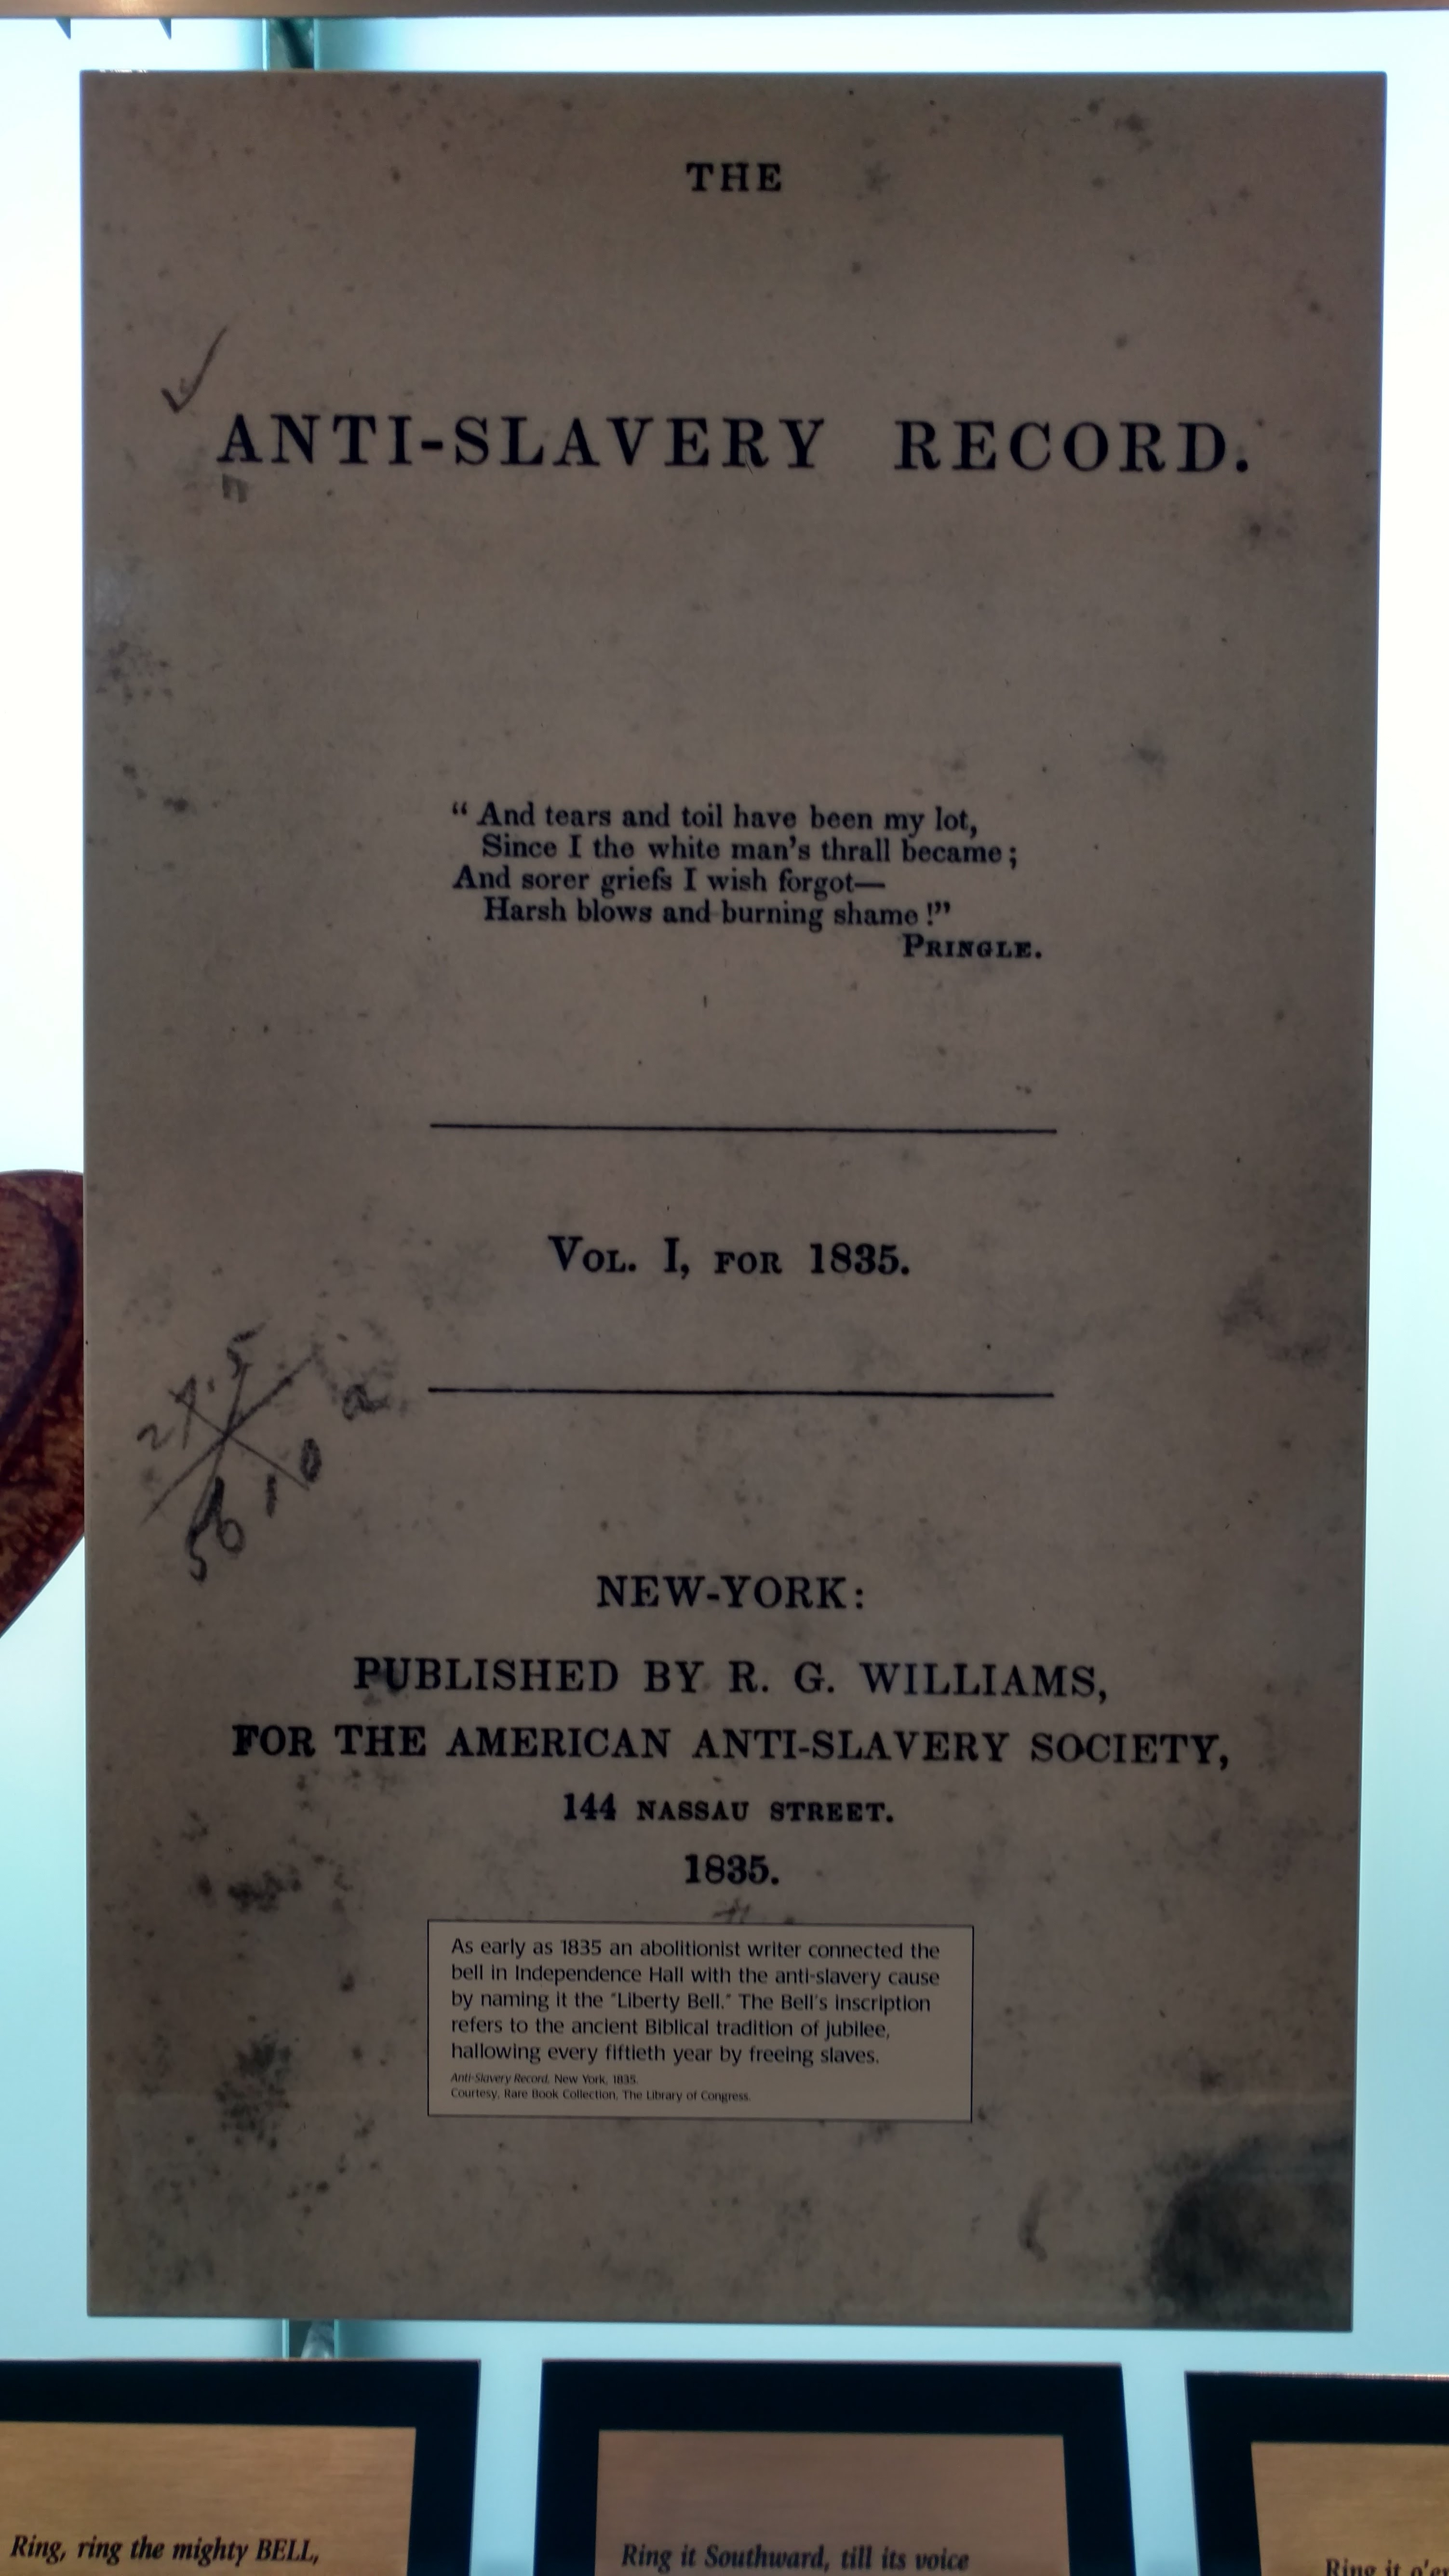 THE
ANTI-SLAVERY RECORD.
“ And tears and toil have been my lot,
Since I the white man's thrall became ;
And sorer griefs I wish forgot—
Harsh blows and burning shame !”
PRINGLE.
VOL. I, FOR 1835.
NEW-YORK:
PUBLISHED BY R. G. WILLIAMS,
FOR THE AMERICAN ANTI-SLAVERY SOCIETY,
144 NASSAU STREET.
1835.
As early as 1835 an abolitionist writer connected the
bell in Independence Hall with the anti-slavery cause
by naming it the "Liberty Bell." The Bell's inscription
refers to the ancient Biblical tradition of Jubilee,
hallowing every fiftieth year by freeing slaves.
Anti-Slavery Record, New York, 1835.
Courtesy, Rare Book Collection, The Library of Congress.
Ring, ring the mighty BELL,
Ring it Southward, till its voice
Ring it o'er